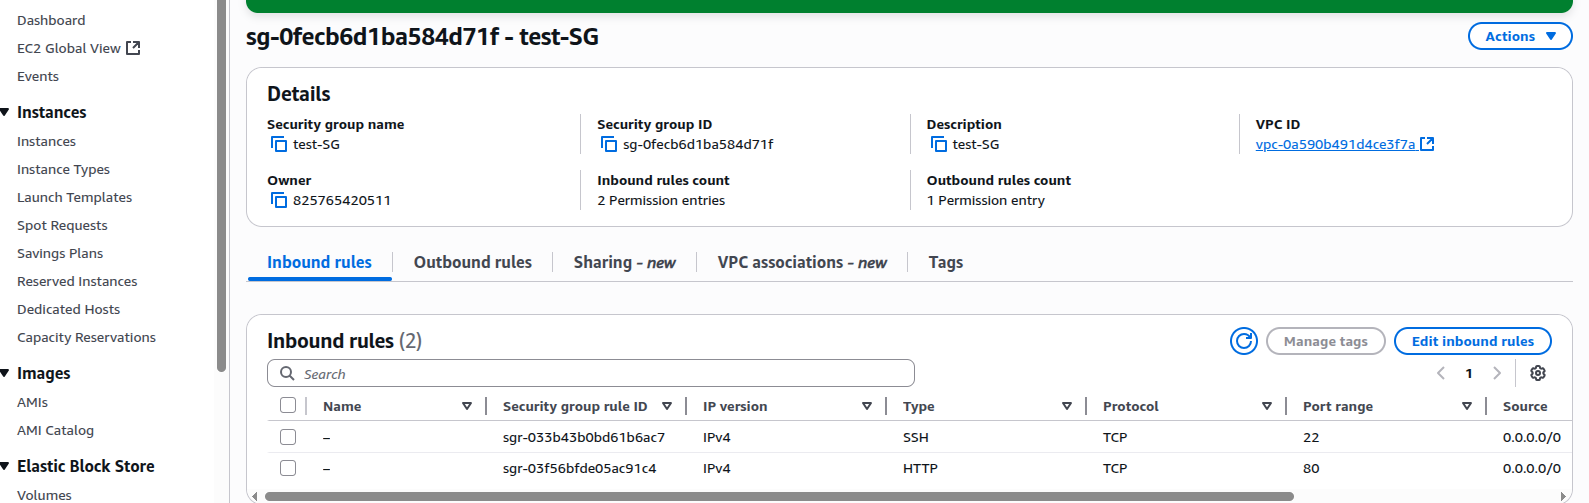 Dashboard
EC2 Global View
Events
Instances
Instances
Instance Types
Launch Templates
Spot Requests
Savings Plans
Reserved Instances
Dedicated Hosts
Capacity Reservations
Images
AMIs
AMI Catalog
Elastic Block Store
Volumes
sg-0fecb6d1ba584d71f - test-SG
Actions
Details
Security group name
test-SG
Security group ID
sg-0fecb6d1ba584d71f
Description
test-SG
VPC ID
vpc-0a590b491d4ce3f7a
Owner
825765420511
Inbound rules count
2 Permission entries
Outbound rules count
1 Permission entry
Inbound rules Outbound rules Sharing - new VPC associations - new Tags
Inbound rules (2)
Manage tags
Edit inbound rules
Search
1
Name Security group rule ID IP version Type Protocol Port range Source
– sgr-033b43b0bd61b6ac7 IPv4 SSH TCP 22 0.0.0.0/0
– sgr-03f56bfde05ac91c4 IPv4 HTTP TCP 80 0.0.0.0/0